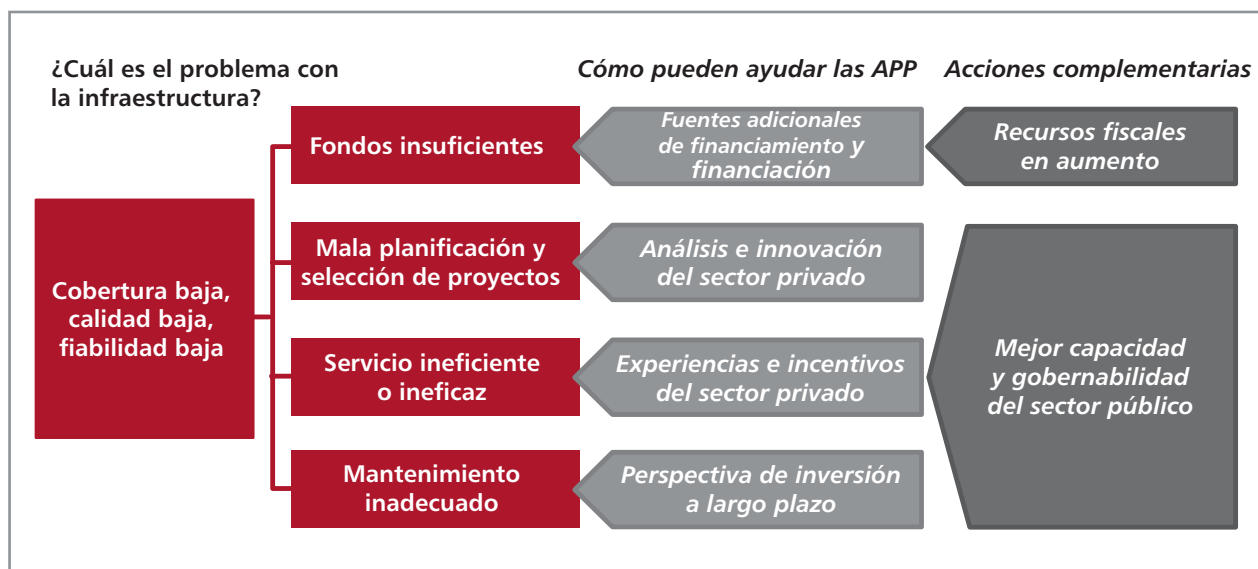 ¿Cuál es el problema con
la infraestructura?
Cómo pueden ayudar las APP
Acciones complementarias
Cobertura baja,
calidad baja,
fiabilidad baja
Fondos insuficientes
Fuentes adicionales
de financiamiento y
financiación
Recursos fiscales
en aumento
Mala planificación y
selección de proyectos
Análisis e innovación
del sector privado
Servicio ineficiente
o ineficaz
Experiencias e incentivos
del sector privado
Mantenimiento
inadecuado
Perspectiva de inversión
a largo plazo
Mejor capacidad
y gobernabilidad
del sector público